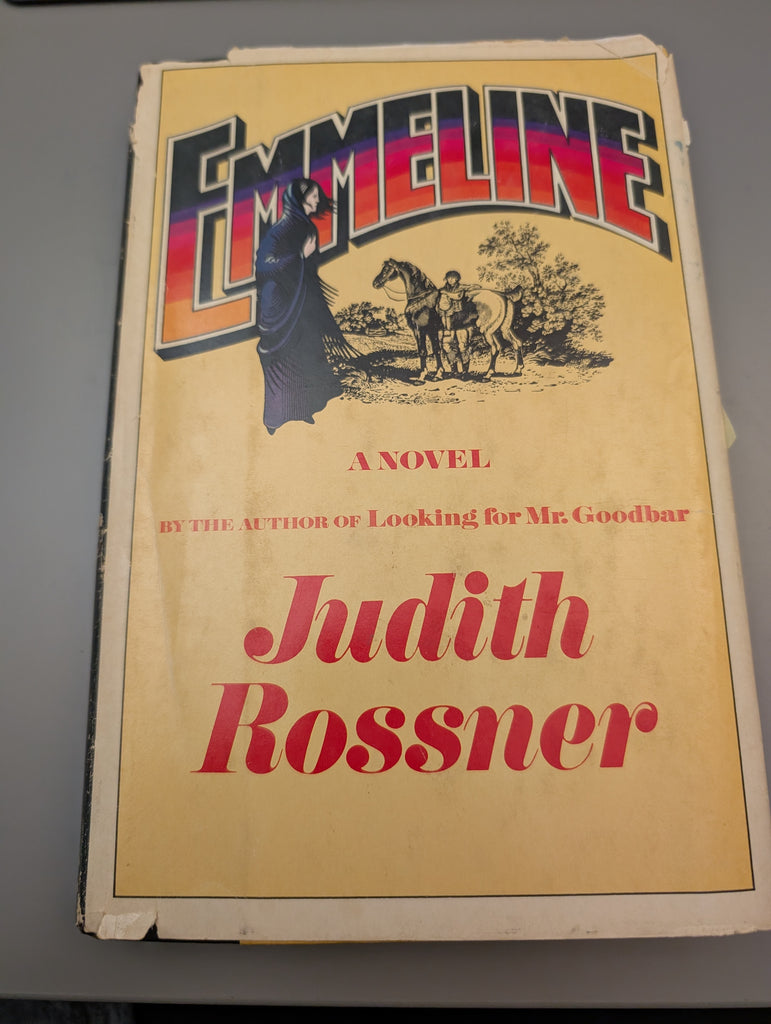 EMMELINE
A NOVEL
BY THE AUTHOR OF Looking for Mr. Goodbar
Judith
Rossner